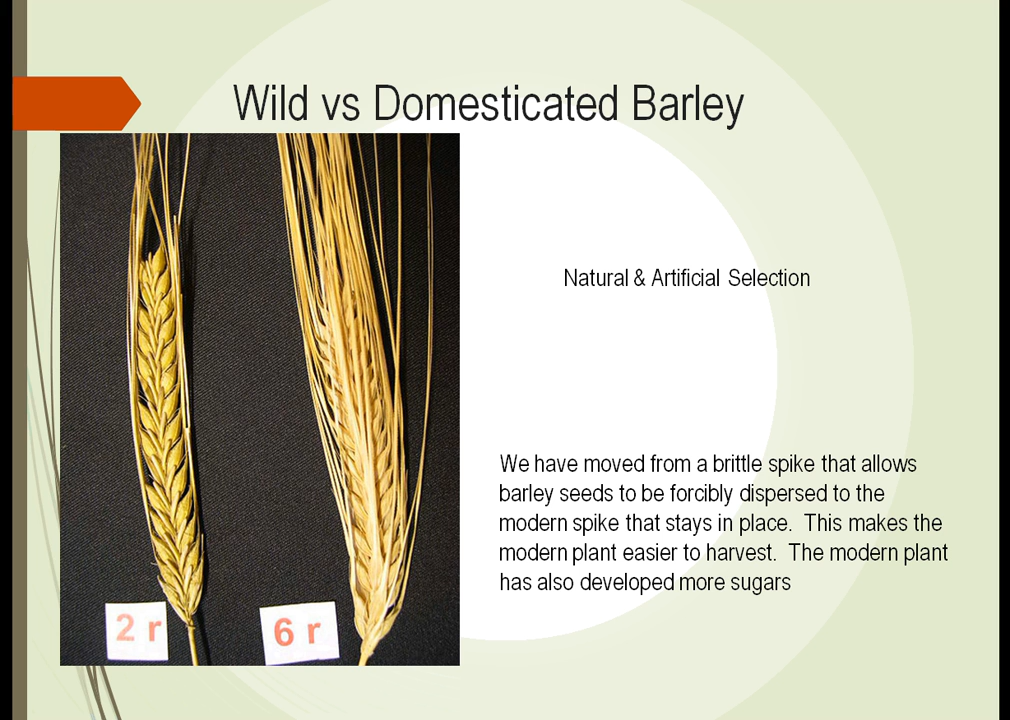 Wild vs Domesticated Barley
Natural & Artificial Selection
We have moved from a brittle spike that allows
barley seeds to be forcibly dispersed to the
modern spike that stays in place.  This makes the
modern plant easier to harvest.  The modern plant
has also developed more sugars
2 r
6 r